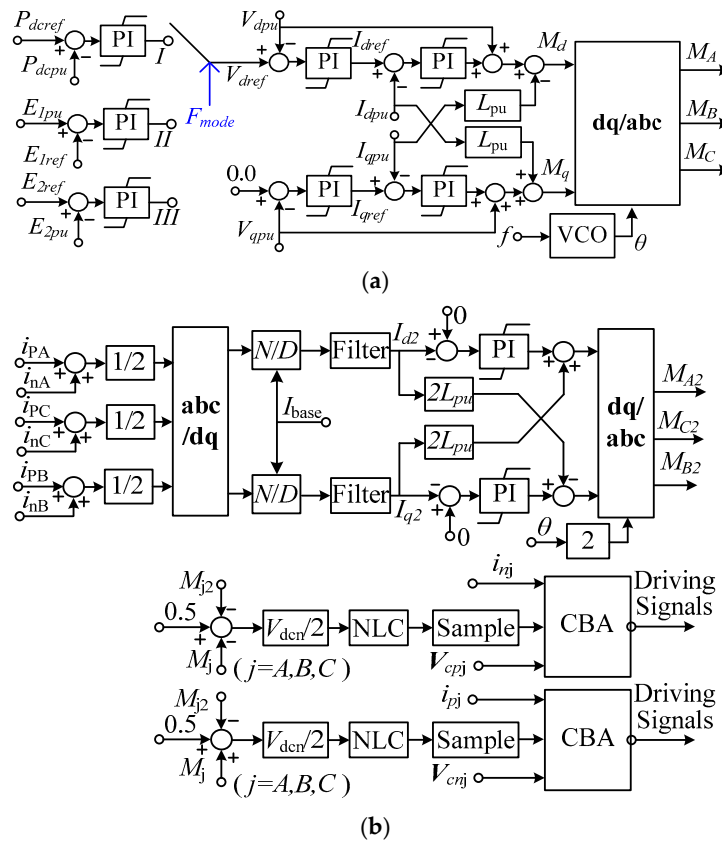 P_dcref
+
−
P_dcpu
PI
I
E_1pu
+
−
E_1ref
PI
II
E_2ref
+
−
E_2pu
PI
III
F_mode
V_dref
V_dpu
+
−
PI
I_dref
+
+
PI
+
+
+
−
M_d
I_dpu
I_qpu
L_pu
L_pu
0.0
+
−
V_qpu
PI
I_qref
+
−
PI
+
+
+
+
M_q
dq/abc
M_A
M_B
M_C
f
VCO
θ
(a)
i_PA
i_nA
+
+
1/2
i_PC
i_nC
+
+
1/2
i_PB
i_nB
+
+
1/2
abc
/dq
N/D
N/D
I_base
Filter
Filter
I_d2
I_q2
0
+
−
PI
+
+
2L_pu
2L_pu
−
+
0
PI
+
−
dq/
abc
M_A2
M_C2
M_B2
θ
2
M_j2
0.5
−
+
−
M_j
(j=A,B,C)
V_dcn/2
NLC
Sample
i_nj
V_cpj
CBA
Driving
Signals
M_j2
0.5
−
+
+
M_j
(j=A,B,C)
V_dcn/2
NLC
Sample
i_pj
V_cnj
CBA
Driving
Signals
(b)